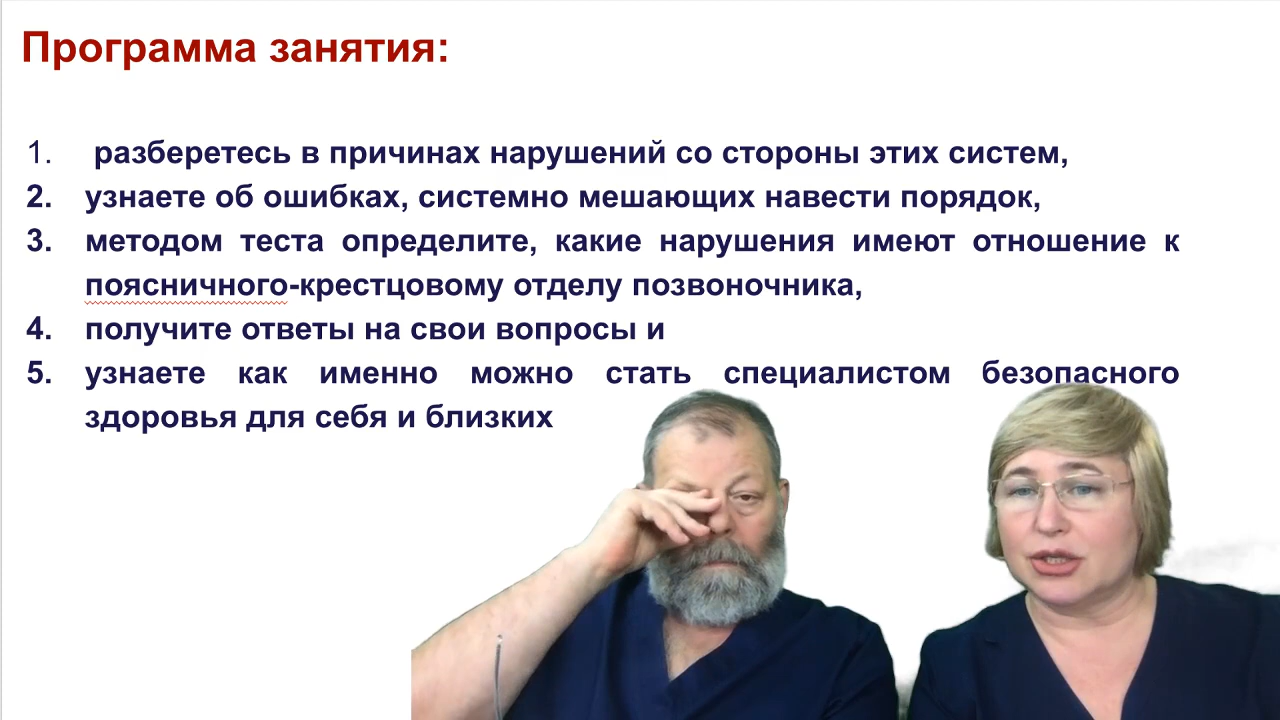 Программа занятия:
1. разберетесь в причинах нарушений со стороны этих систем,
2. узнаете об ошибках, системно мешающих навести порядок,
3. методом теста определите, какие нарушения имеют отношение к
поясничного-крестцовому отделу позвоночника,
4. получите ответы на свои вопросы и
5. узнаете как именно можно стать специалистом безопасного
здоровья для себя и близких